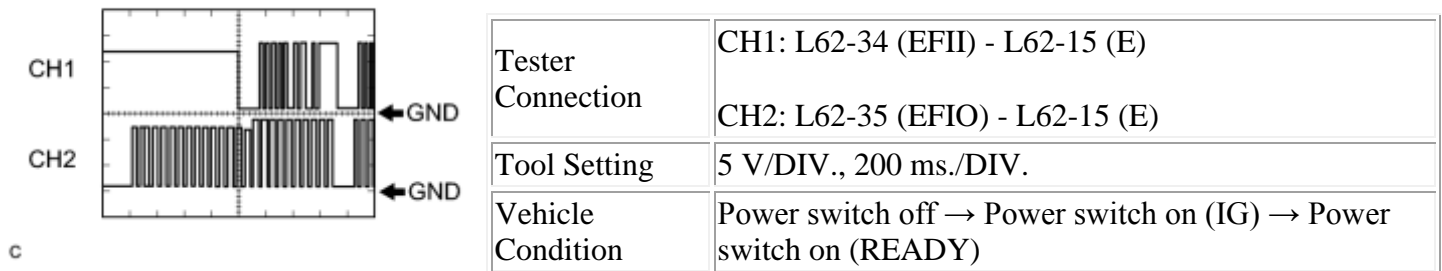 CH1
GND
CH2
GND
c
Tester
Connection
CH1: L62-34 (EFII) - L62-15 (E)
CH2: L62-35 (EFIO) - L62-15 (E)
Tool Setting
5 V/DIV., 200 ms./DIV.
Vehicle
Condition
Power switch off → Power switch on (IG) → Power
switch on (READY)